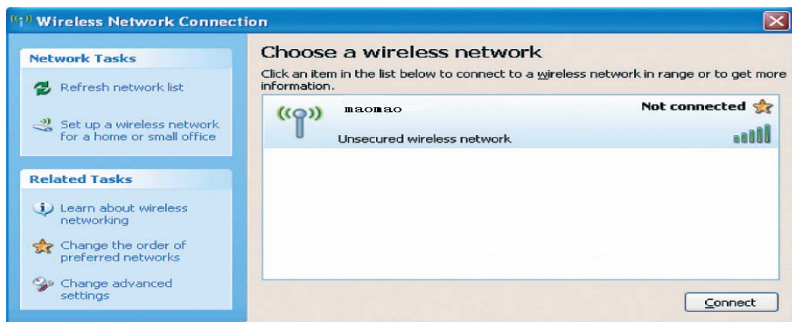 Wireless Network Connection
Network Tasks
Refresh network list
Set up a wireless network
for a home or small office
Related Tasks
Learn about wireless
networking
Change the order of
preferred networks
Change advanced
settings
Choose a wireless network
Click an item in the list below to connect to a wireless network in range or to get more
information.
maomao
Not connected
Unsecured wireless network
Connect